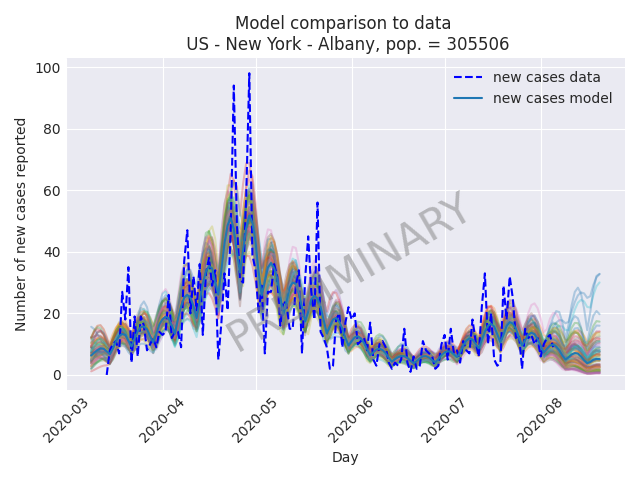 Model comparison to data
US - New York - Albany, pop. = 305506
new cases data
new cases model
Number of new cases reported
100
80
60
40
20
0
PRELIMINARY
2020-03
2020-04
2020-05
2020-06
2020-07
2020-08
Day